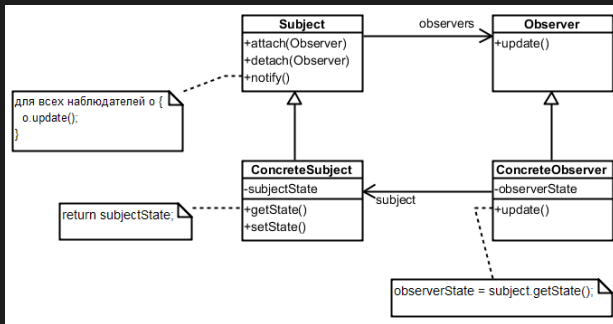 Subject
+attach(Observer)
+detach(Observer)
+notify()
observers
Observer
+update()
для всех наблюдателей o {
o.update();
}
ConcreteSubject
-subjectState
+getState()
+setState()
subject
ConcreteObserver
-observerState
+update()
return subjectState;
observerState = subject.getState();